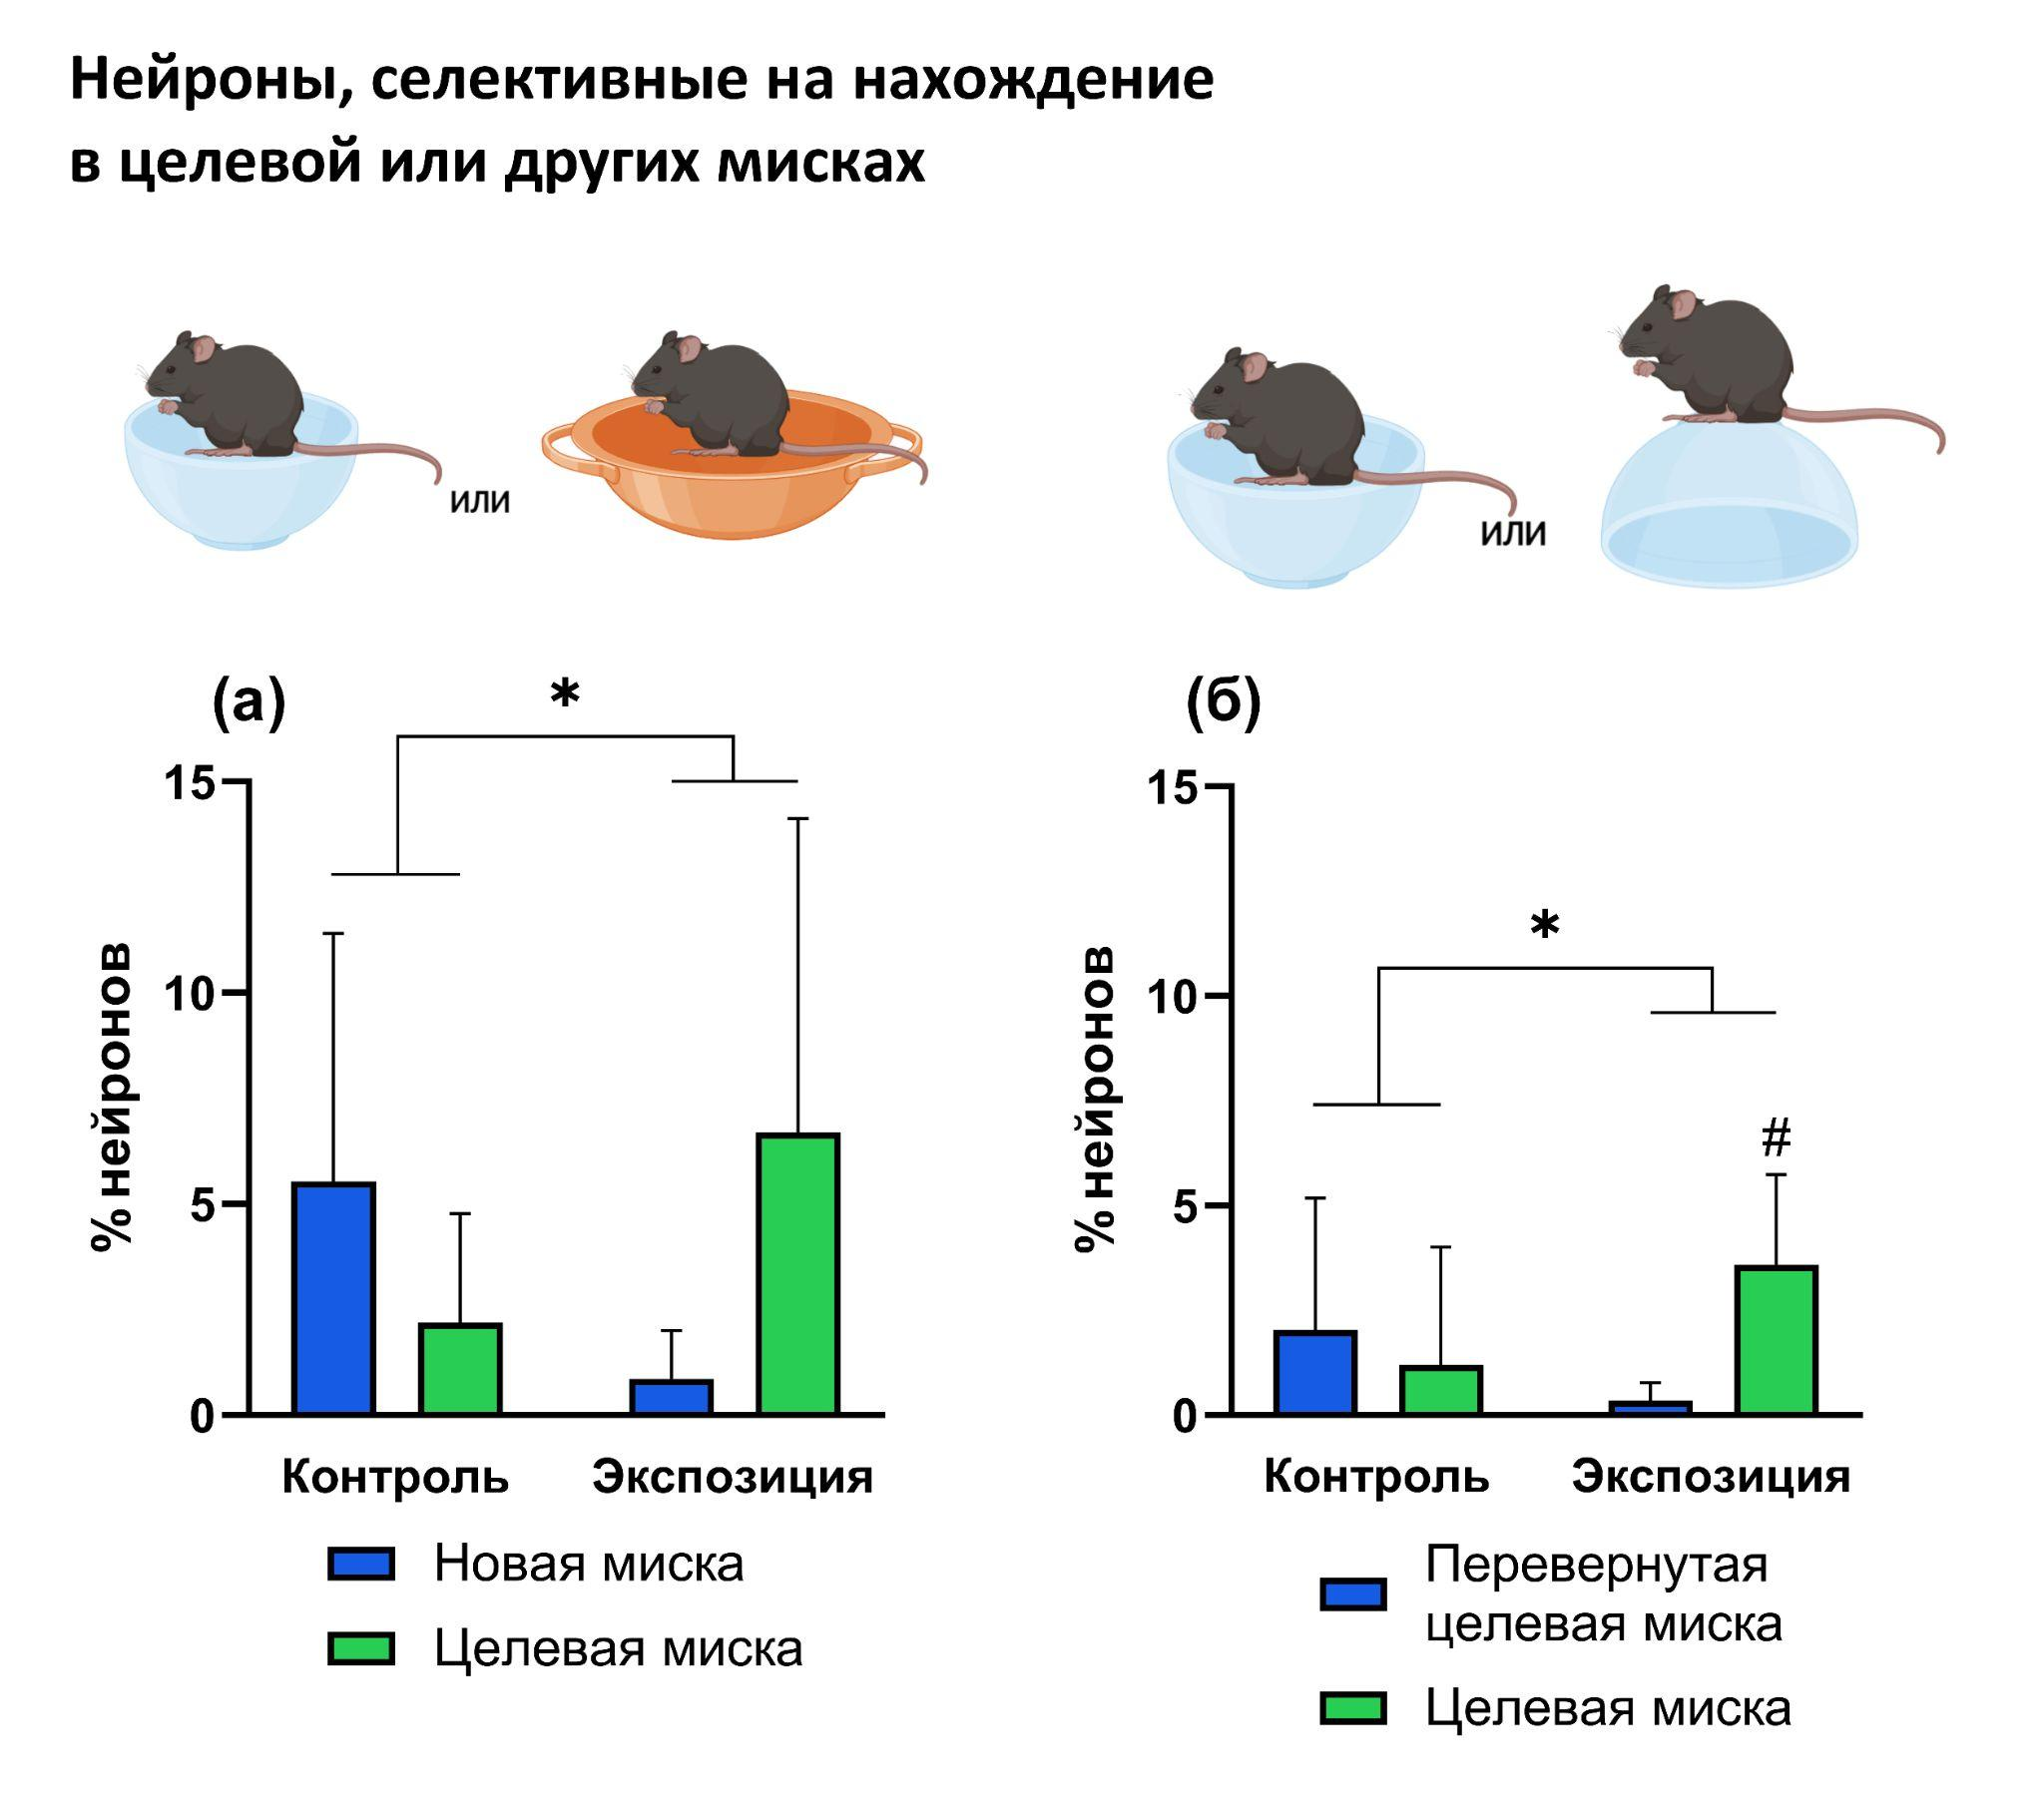 Нейроны, селективные на нахождение
в целевой или других мисках
или
или
(а)
*
15
10
5
0
% нейронов
Контроль
Экспозиция
Новая миска
Целевая миска
(б)
*
#
15
10
5
0
% нейронов
Контроль
Экспозиция
Перевернутая
целевая миска
Целевая миска